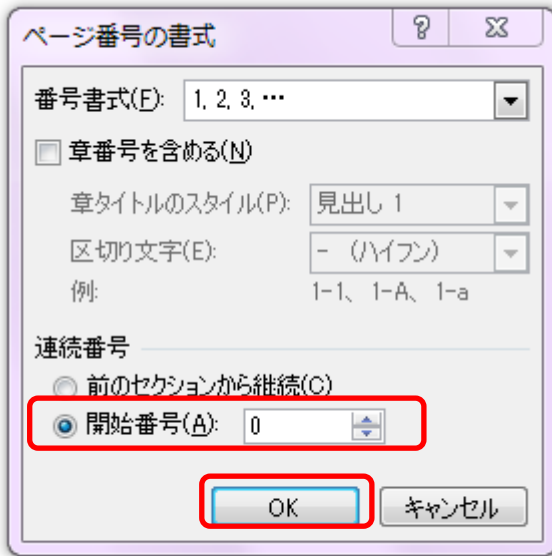 ページ番号の書式
番号書式(F): 1, 2, 3, …
章番号を含める(N)
章タイトルのスタイル(P): 見出し 1
区切り文字(E): - (ハイフン)
例: 1-1、1-A、1-a
連続番号
前のセクションから継続(C)
開始番号(A): 0
OK キャンセル